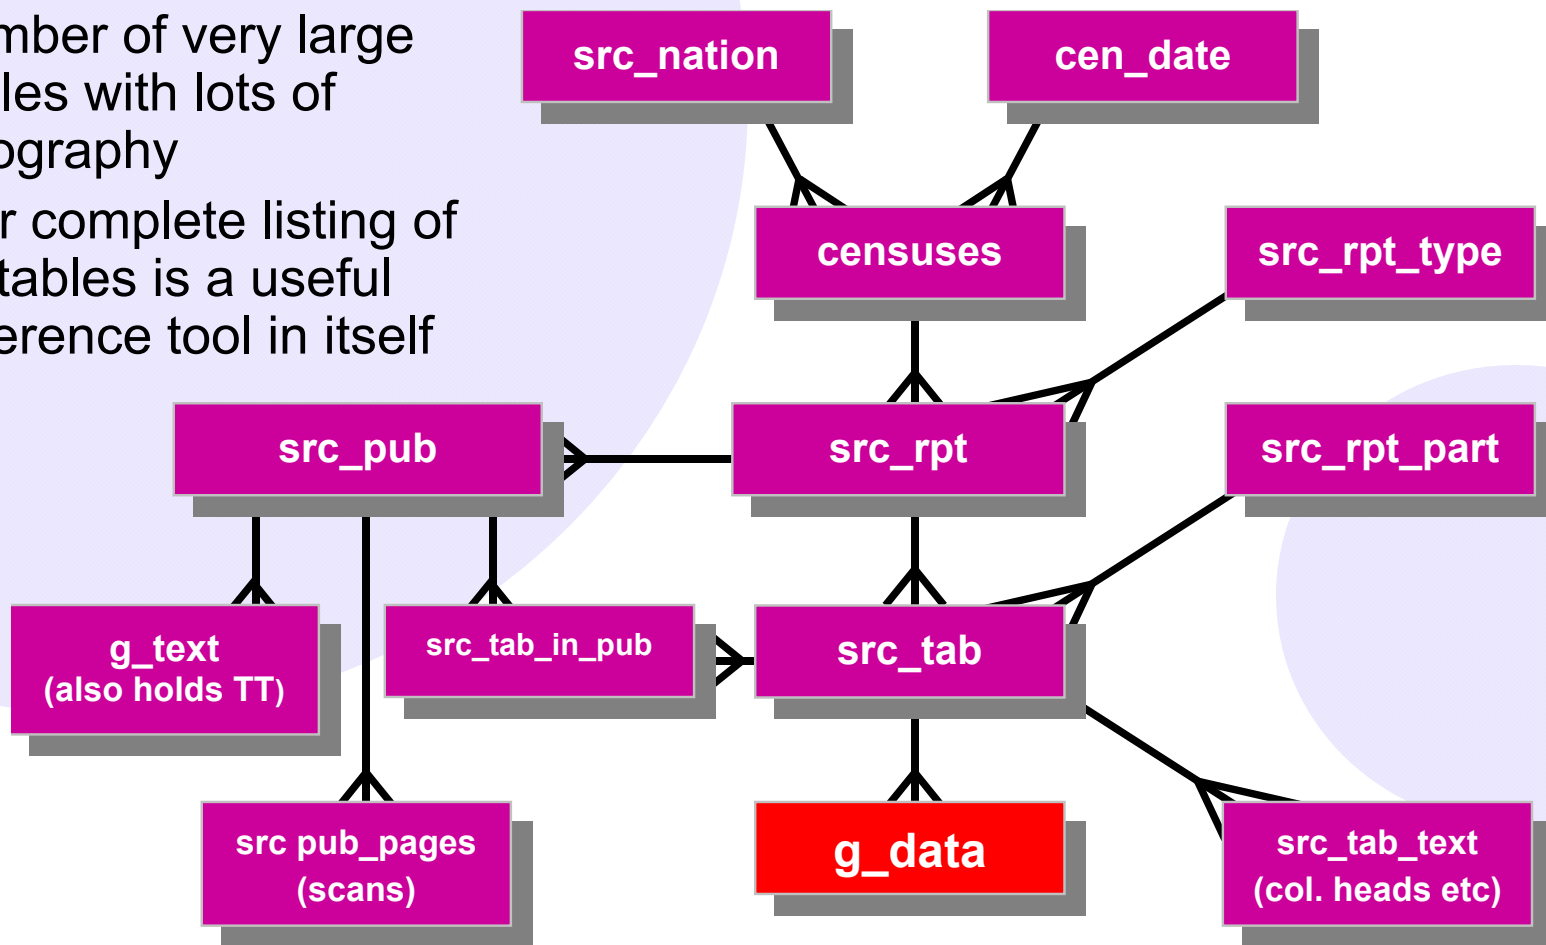 mber of very large
les with lots of
ography
r complete listing of
tables is a useful
erence tool in itself
src_nation
cen_date
censuses
src_rpt_type
src_pub
src_rpt
src_rpt_part
g_text
(also holds TT)
src_tab_in_pub
src_tab
src pub_pages
(scans)
g_data
src_tab_text
(col. heads etc)